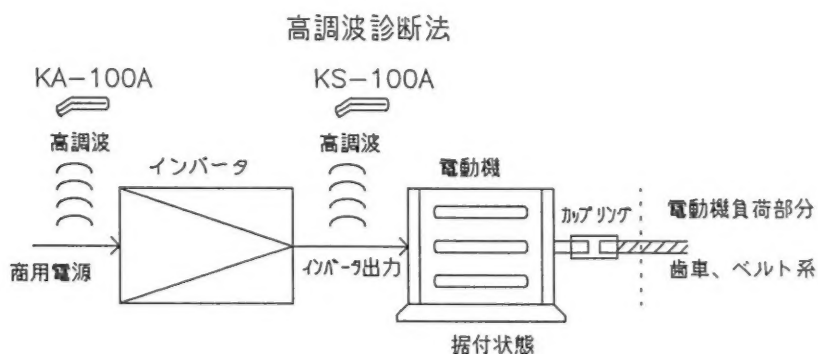 高調波診断法
KA-100A
KS-100A
高調波
高調波
インバータ
電動機
カップリング
電動機負荷部分
商用電源
インバータ出力
歯車、ベルト系
据付状態